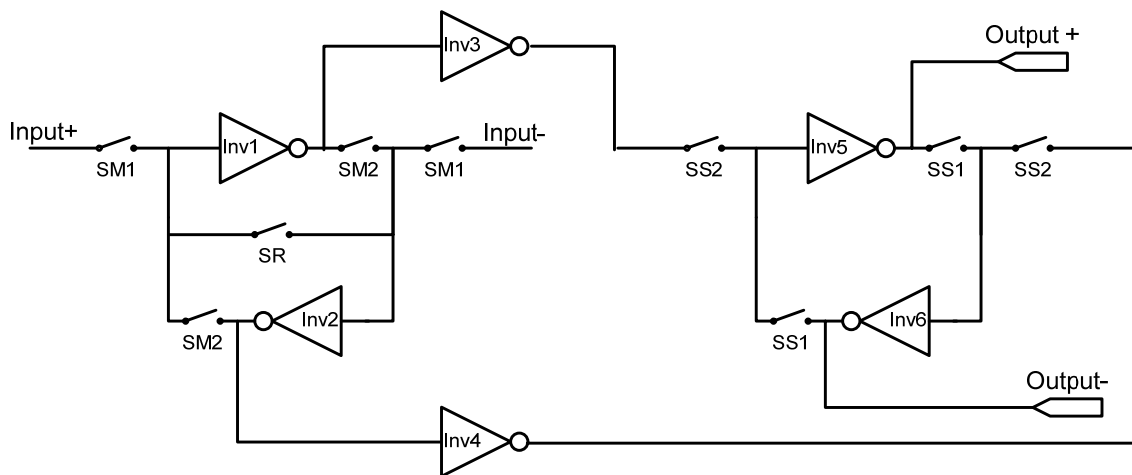 Inv3
Output +
Input+
SM1
Inv1
SM2
SM1
Input-
SS2
Inv5
SS1
SS2
SR
SM2
Inv2
SS1
Inv6
Output-
Inv4